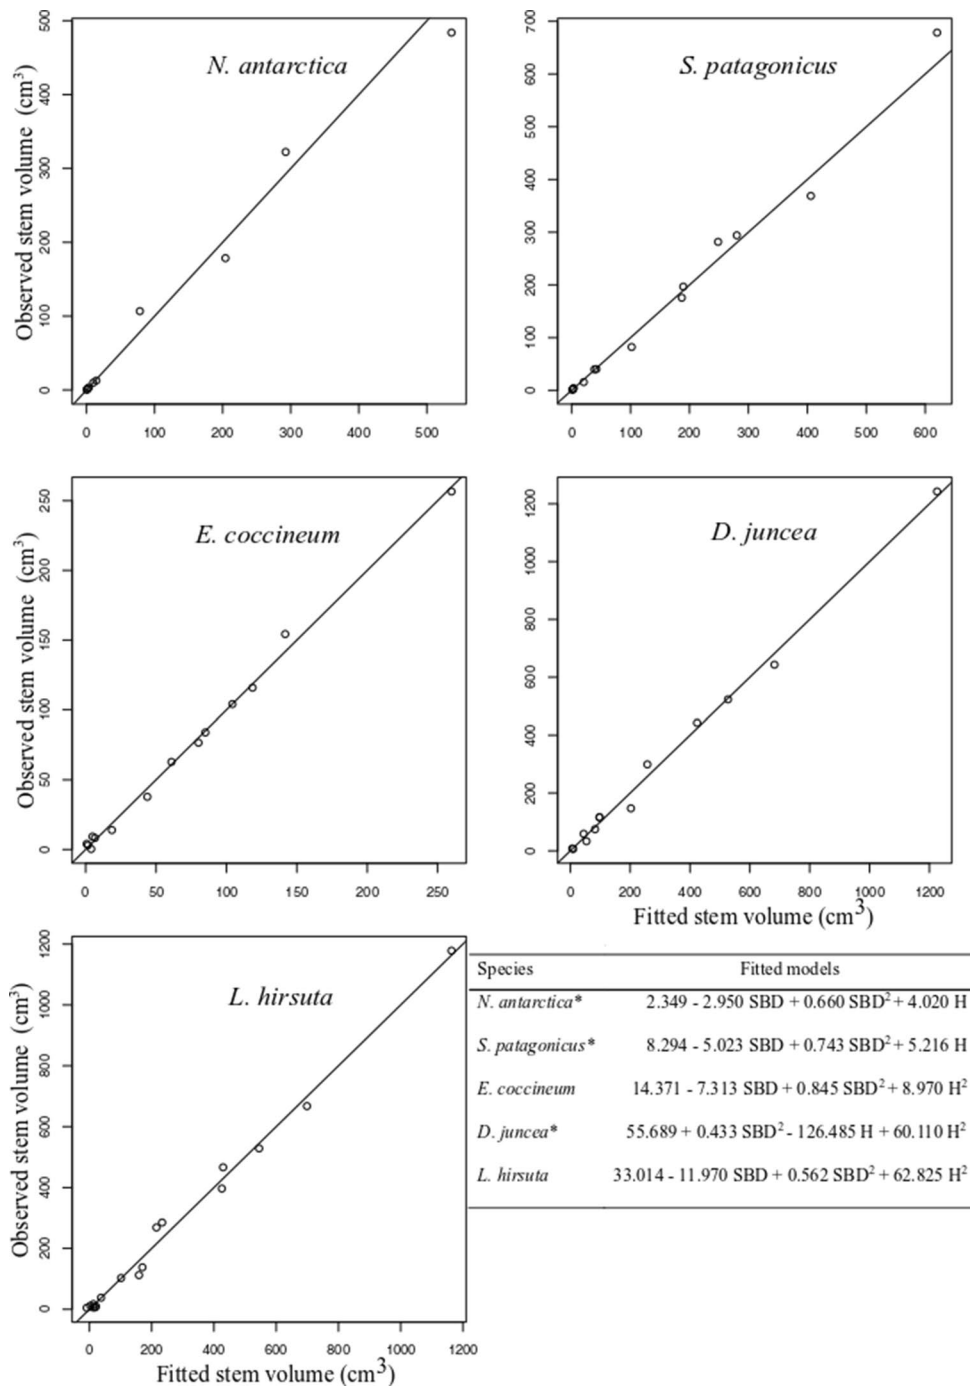 N. antarctica
Observed stem volume (cm³)
0 100 200 300 400 500
0 100 200 300 400 500
S. patagonicus
0 100 200 300 400 500 600 700
0 100 200 300 400 500 600
E. coccineum
Observed stem volume (cm³)
0 50 100 150 200 250
0 50 100 150 200 250
D. juncea
0 200 400 600 800 1000 1200
0 200 400 600 800 1000 1200
Fitted stem volume (cm³)
L. hirsuta
Observed stem volume (cm³)
0 200 400 600 800 1000 1200
0 200 400 600 800 1000 1200
Fitted stem volume (cm³)
Species Fitted models
N. antarctica* 2.349 - 2.950 SBD + 0.660 SBD² + 4.020 H
S. patagonicus* 8.294 - 5.023 SBD + 0.743 SBD² + 5.216 H
E. coccineum 14.371 - 7.313 SBD + 0.845 SBD² + 8.970 H²
D. juncea* 55.689 + 0.433 SBD² - 126.485 H + 60.110 H²
L. hirsuta 33.014 - 11.970 SBD + 0.562 SBD² + 62.825 H²